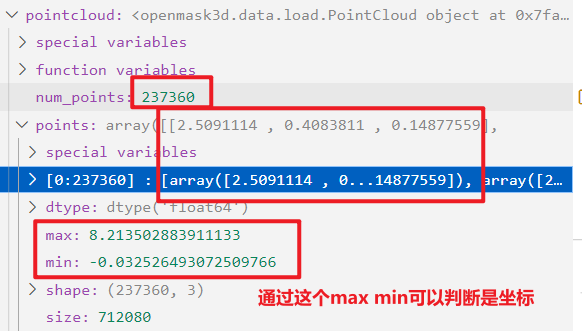 pointcloud: <openmask3d.data.load.PointCloud object at 0x7fa…
special variables
function variables
num_points: 237360
points: array([[2.5091114 , 0.4083811 , 0.14877559],
special variables
[0:237360] : [array([2.5091114 , 0...14877559]), array([2…
dtype: dtype('float64')
max: 8.213502883911133
min: -0.032526493072509766
通过这个max min可以判断是坐标
shape: (237360, 3)
size: 712080